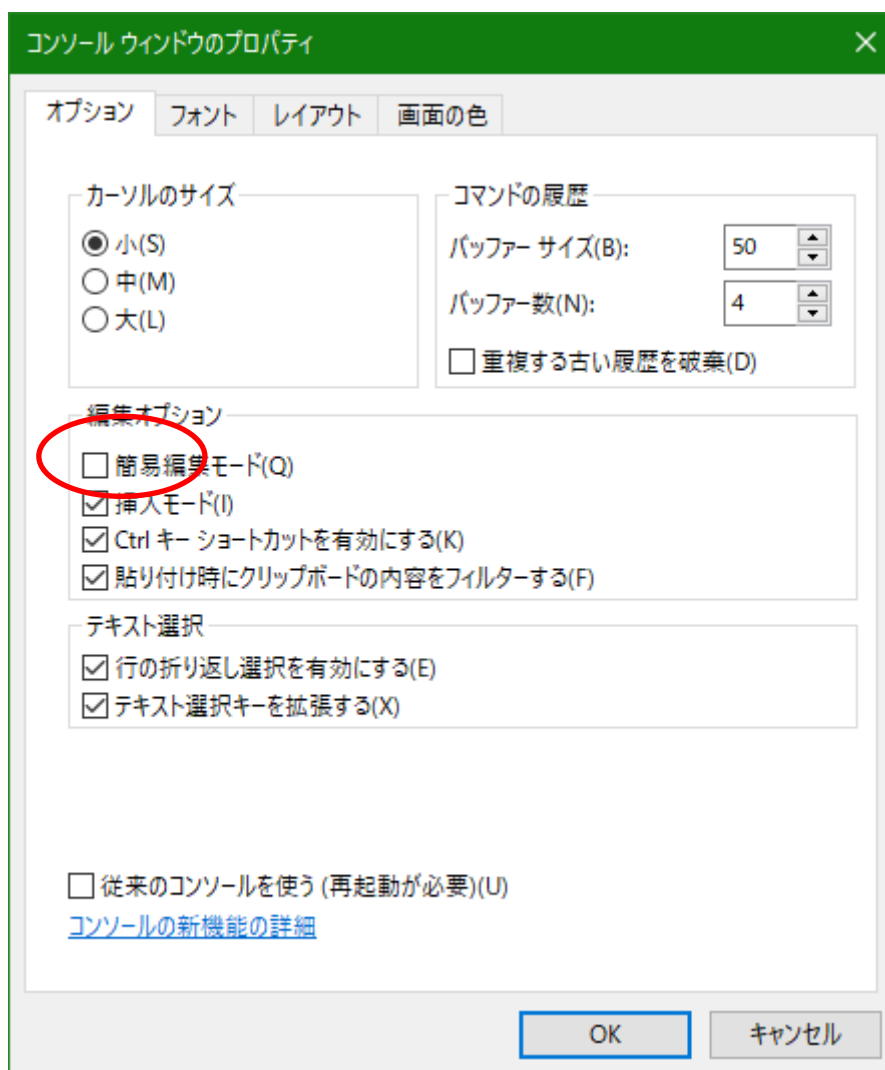 コンソール ウィンドウのプロパティ
オプション フォント レイアウト 画面の色
カーソルのサイズ
小(S)
中(M)
大(L)
コマンドの履歴
バッファー サイズ(B): 50
バッファー数(N): 4
重複する古い履歴を破棄(D)
編集オプション
簡易編集モード(Q)
挿入モード(I)
Ctrl キー ショートカットを有効にする(K)
貼り付け時にクリップボードの内容をフィルターする(F)
テキスト選択
行の折り返し選択を有効にする(E)
テキスト選択キーを拡張する(X)
従来のコンソールを使う (再起動が必要)(U)
コンソールの新機能の詳細
OK キャンセル